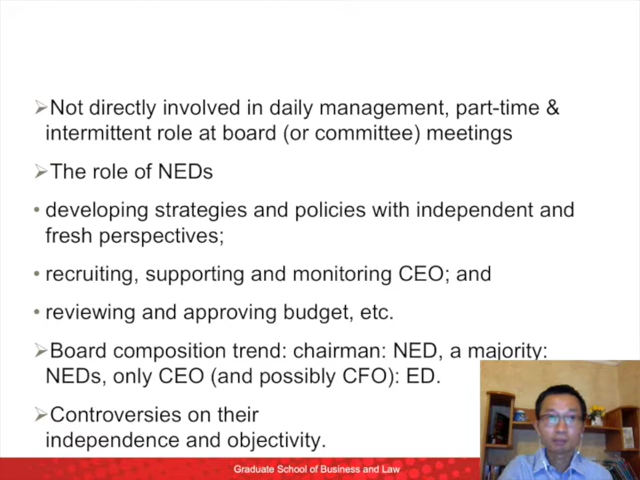 ➢Not directly involved in daily management, part-time &
intermittent role at board (or committee) meetings
➢The role of NEDs
• developing strategies and policies with independent and
fresh perspectives;
• recruiting, supporting and monitoring CEO; and
• reviewing and approving budget, etc.
➢Board composition trend: chairman: NED, a majority:
NEDs, only CEO (and possibly CFO): ED.
➢Controversies on their
independence and objectivity.
Graduate School of Business and Law